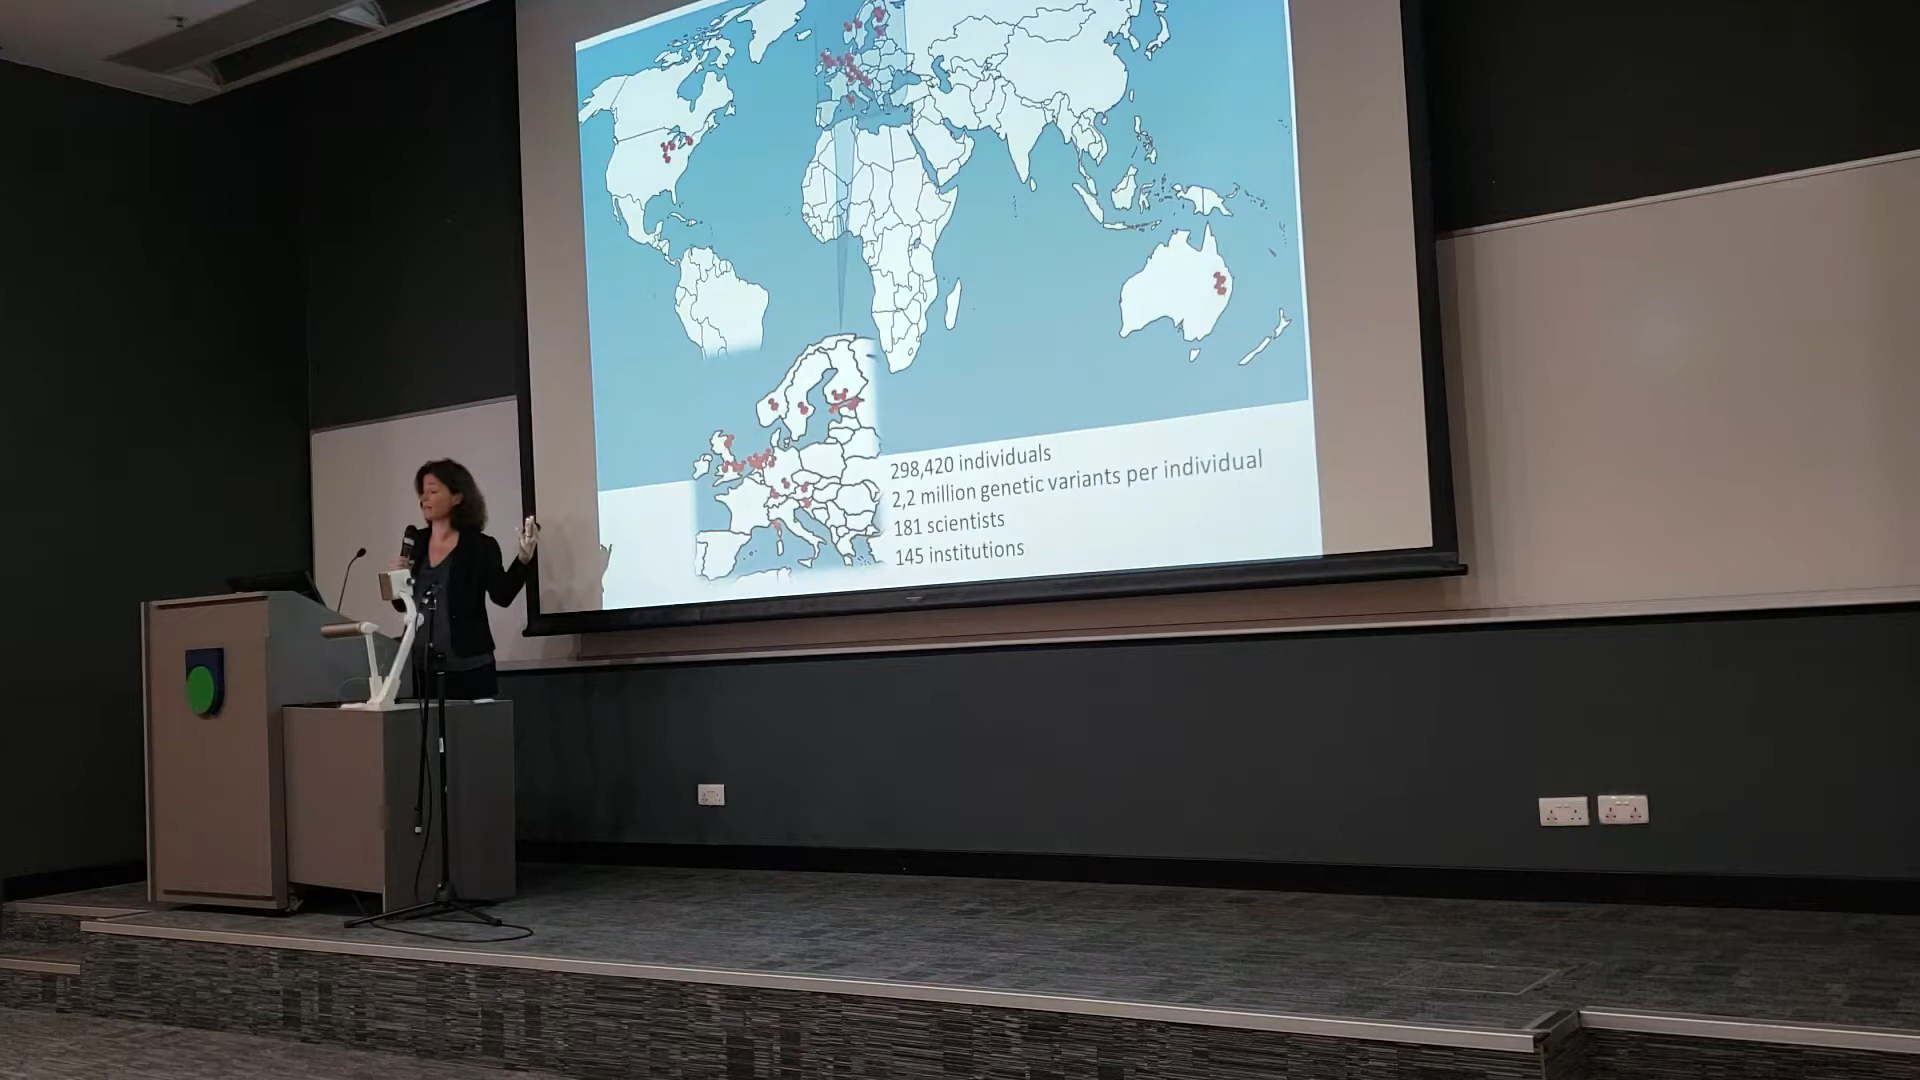 298,420 individuals
2,2 million genetic variants per individual
181 scientists
145 institutions